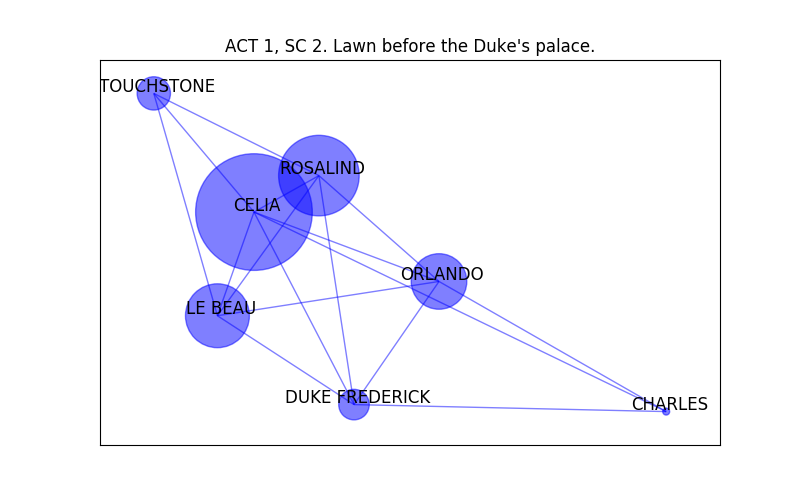 ACT 1, SC 2. Lawn before the Duke's palace.
TOUCHSTONE
ROSALIND
CELIA
ORLANDO
LE BEAU
DUKE FREDERICK
CHARLES